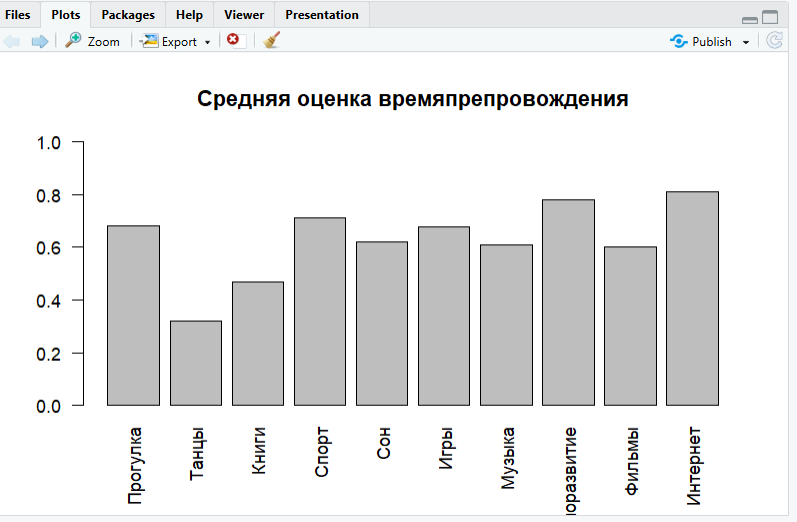 Files Plots Packages Help Viewer Presentation
Zoom Export Publish
Средняя оценка времяпрепровождения
1.0
0.8
0.6
0.4
0.2
0.0
Прогулка
Танцы
Книги
Спорт
Сон
Игры
Музыка
норазвитие
Фильмы
Интернет